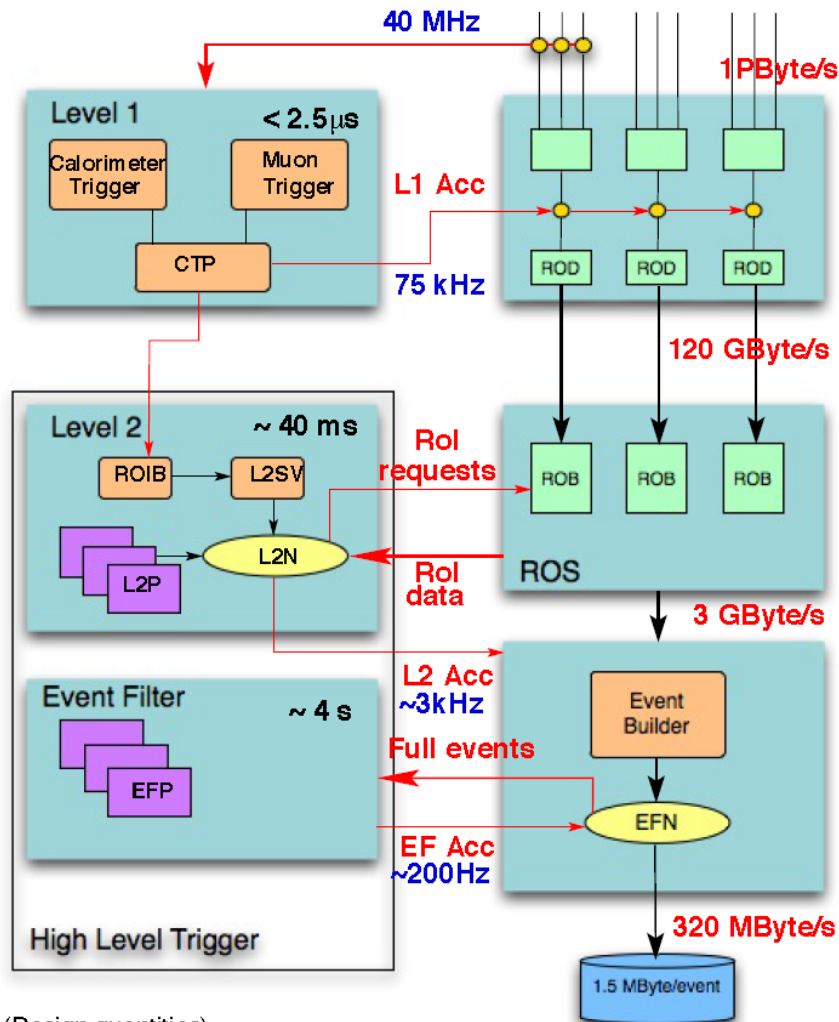 40 MHz
1PByte/s
Level 1
< 2.5µs
Calorimeter
Trigger
Muon
Trigger
L1 Acc
CTP
75 kHz
ROD
ROD
ROD
120 GByte/s
Level 2
~ 40 ms
RoI
requests
ROIB
L2SV
ROB
ROB
ROB
L2N
L2P
RoI
data
ROS
3 GByte/s
L2 Acc
~3kHz
Event Filter
~ 4 s
Event
Builder
Full events
EFP
EFN
EF Acc
~200Hz
High Level Trigger
320 MByte/s
1.5 MByte/event
(Design quantities)